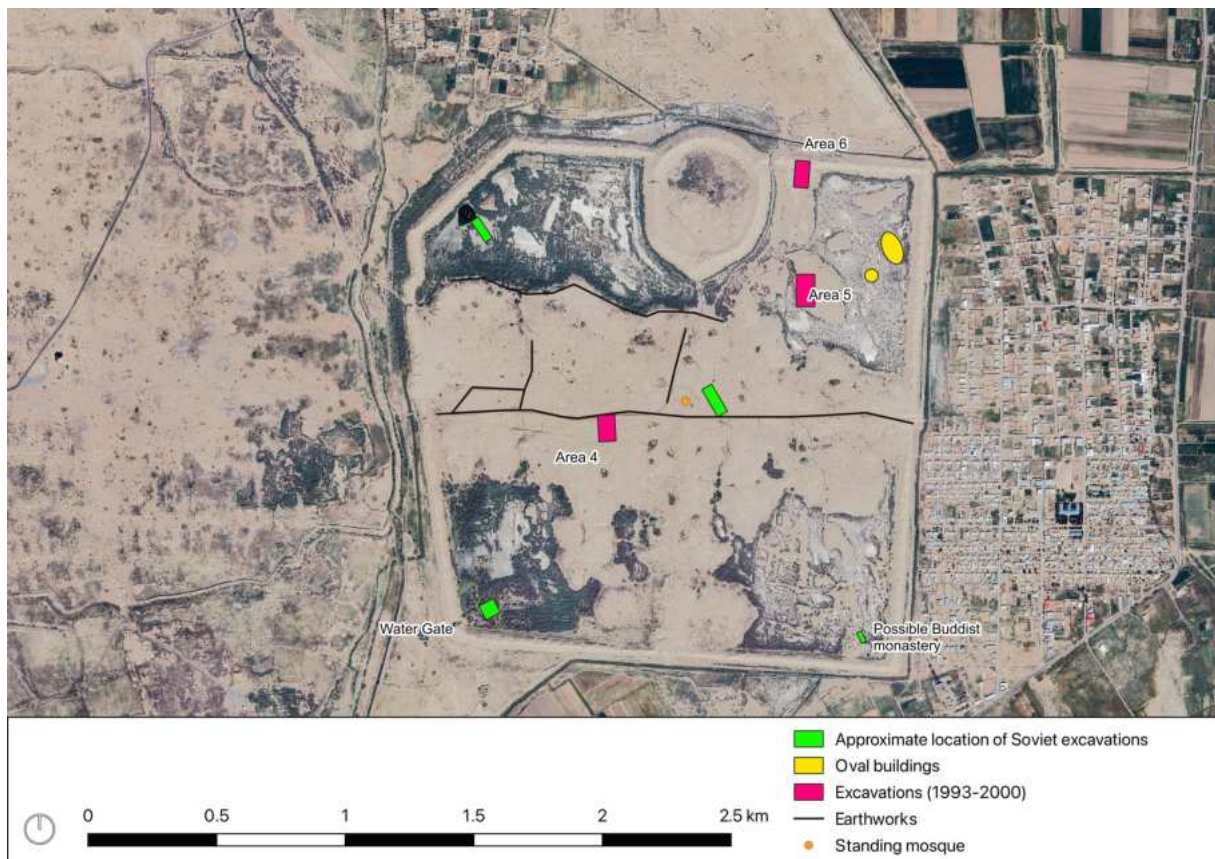 Area 6
Area 5
Area 4
Water Gate
Possible Buddist
monastery
Approximate location of Soviet excavations
Oval buildings
Excavations (1993-2000)
Earthworks
Standing mosque
0 0.5 1 1.5 2 2.5 km